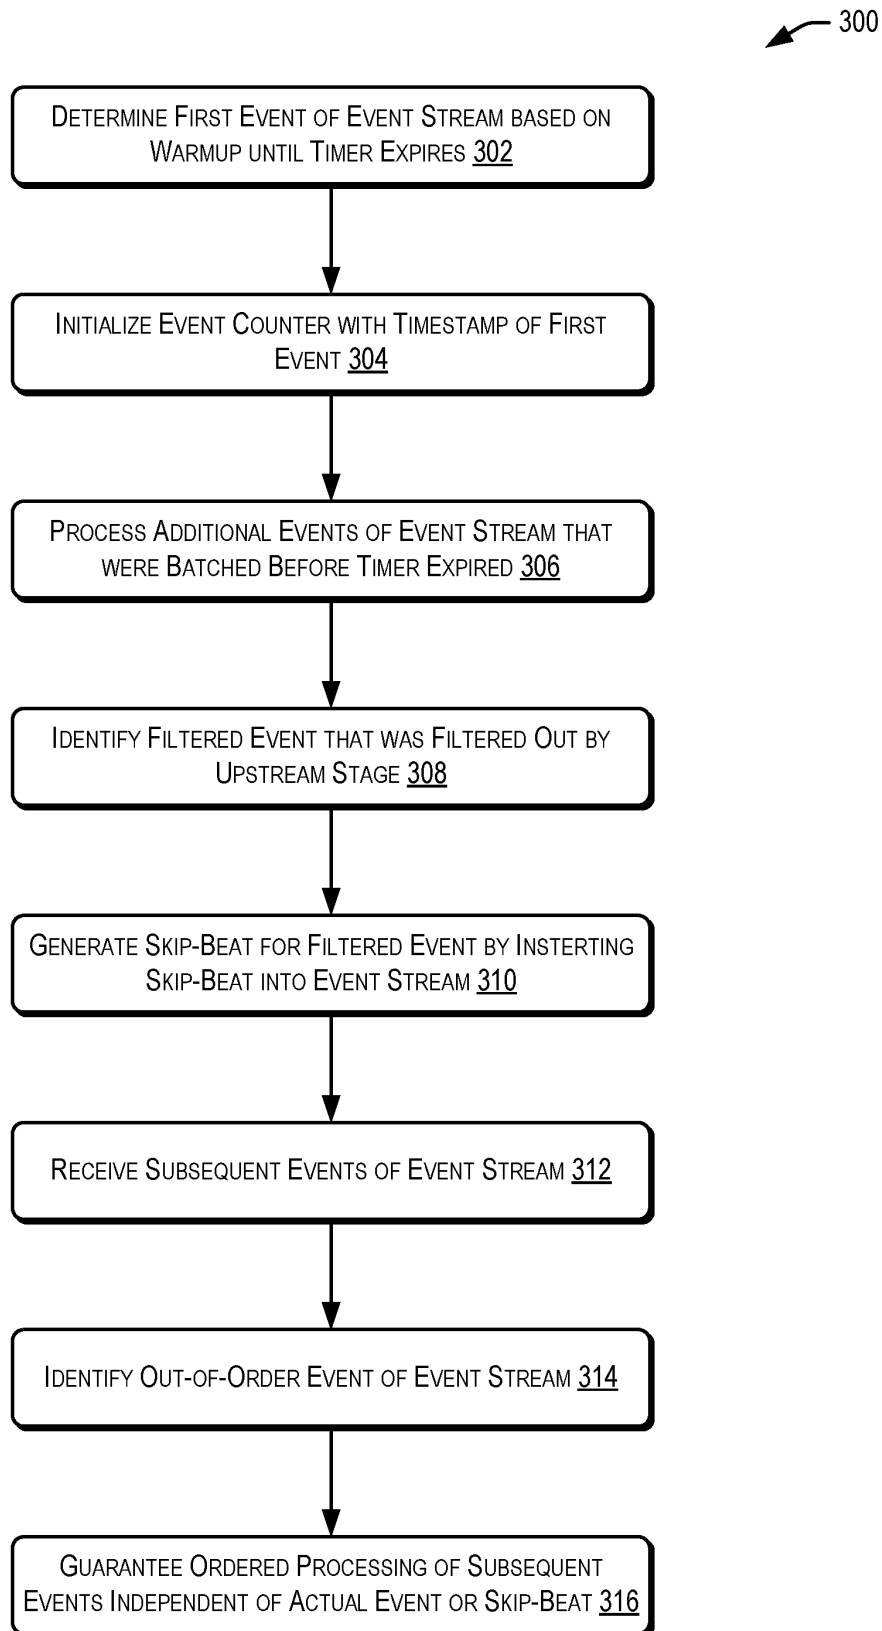 300
DETERMINE FIRST EVENT OF EVENT STREAM BASED ON
WARMUP UNTIL TIMER EXPIRES 302
INITIALIZE EVENT COUNTER WITH TIMESTAMP OF FIRST
EVENT 304
PROCESS ADDITIONAL EVENTS OF EVENT STREAM THAT
WERE BATCHED BEFORE TIMER EXPIRED 306
IDENTIFY FILTERED EVENT THAT WAS FILTERED OUT BY
UPSTREAM STAGE 308
GENERATE SKIP-BEAT FOR FILTERED EVENT BY INSTERTING
SKIP-BEAT INTO EVENT STREAM 310
RECEIVE SUBSEQUENT EVENTS OF EVENT STREAM 312
IDENTIFY OUT-OF-ORDER EVENT OF EVENT STREAM 314
GUARANTEE ORDERED PROCESSING OF SUBSEQUENT
EVENTS INDEPENDENT OF ACTUAL EVENT OR SKIP-BEAT 316